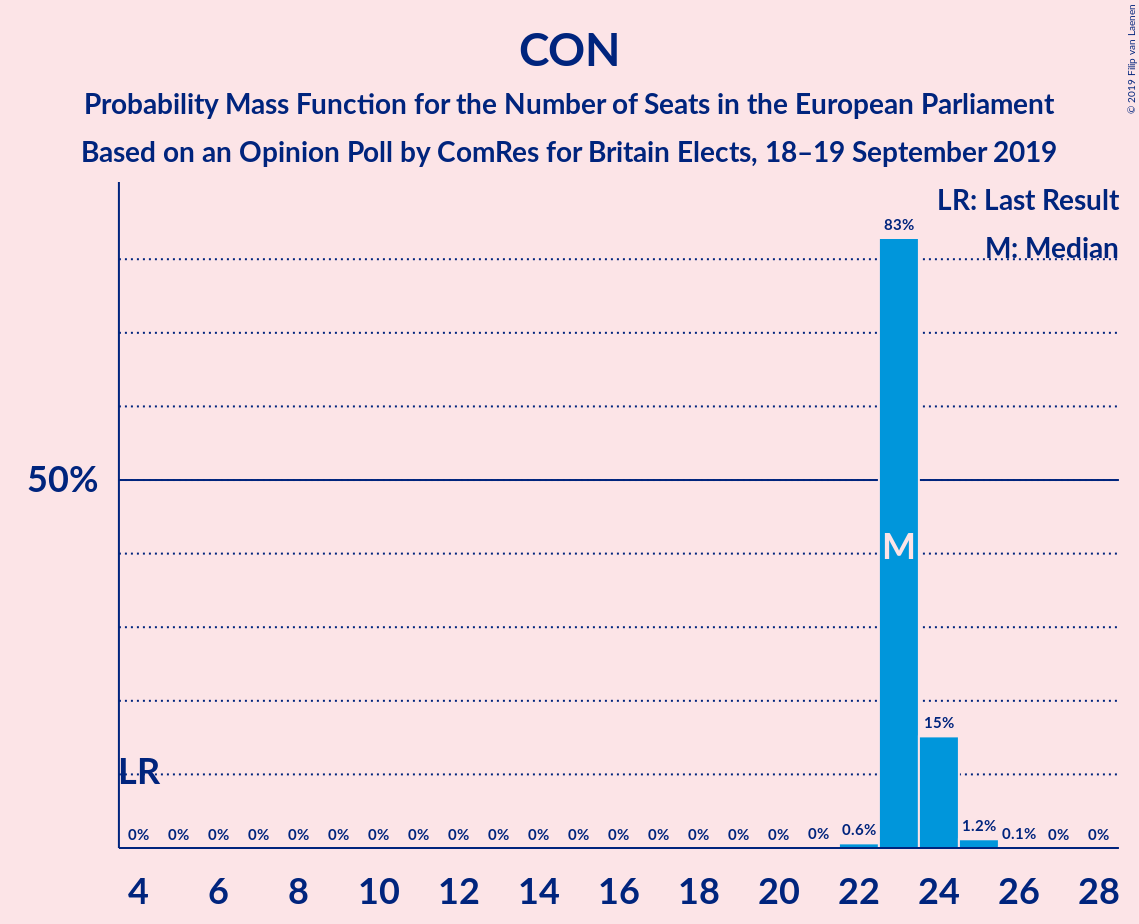 CON
Probability Mass Function for the Number of Seats in the European Parliament
Based on an Opinion Poll by ComRes for Britain Elects, 18–19 September 2019
© 2019 Filip van Laenen
LR: Last Result
M: Median
83%
50%
M
15%
LR
0% 0% 0% 0% 0% 0% 0% 0% 0% 0% 0% 0% 0% 0% 0% 0% 0% 0% 0.6% 1.2% 0.1% 0% 0%
4 6 8 10 12 14 16 18 20 22 24 26 28